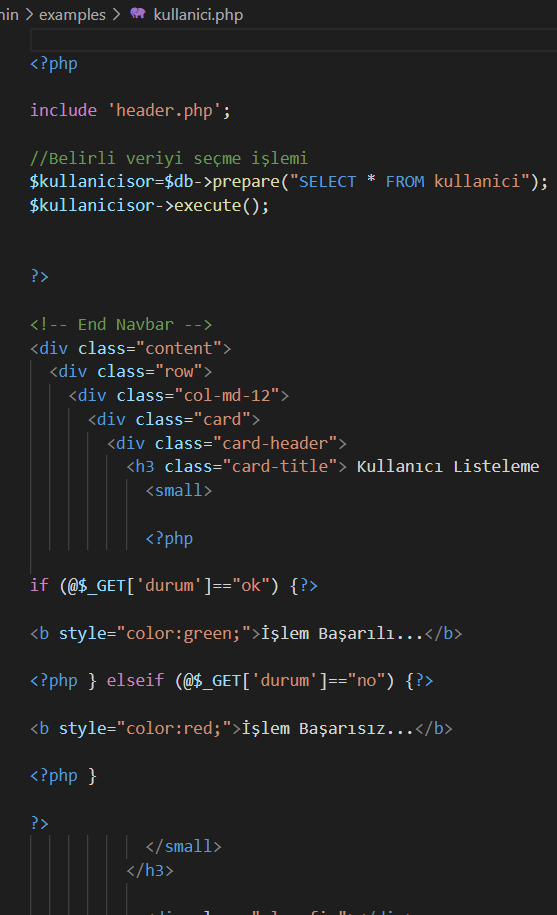 min > examples > kullanici.php
<?php
include 'header.php';
//Belirli veriyi seçme işlemi
$kullanicisor=$db->prepare("SELECT * FROM kullanici");
$kullanicisor->execute();
?>
<!-- End Navbar -->
<div class="content">
<div class="row">
<div class="col-md-12">
<div class="card">
<div class="card-header">
<h3 class="card-title"> Kullanıcı Listeleme
<small>
<?php
if (@$_GET['durum']=="ok") {?>
<b style="color:green;">İşlem Başarılı...</b>
<?php } elseif (@$_GET['durum']=="no") {?>
<b style="color:red;">İşlem Başarısız...</b>
<?php }
?>
</small>
</h3>